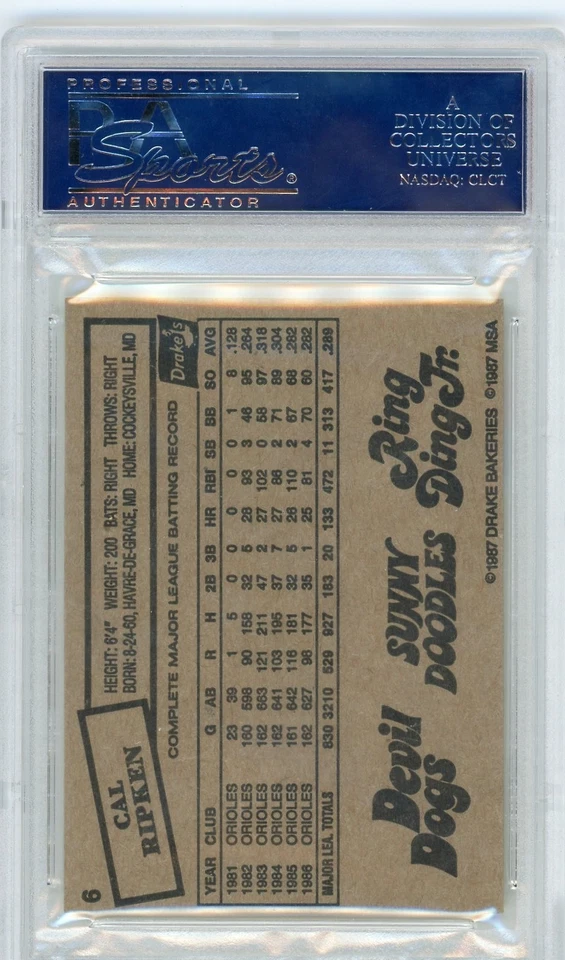 PROFESSIONAL
PSA
Sports®
AUTHENTICATOR
A
DIVISION OF
COLLECTORS
UNIVERSE
NASDAQ: CLCT
6
CAL
RIPKEN
HEIGHT: 6'4" WEIGHT: 200 BATS: RIGHT THROWS: RIGHT
BORN: 8-24-60, HAVRE-DE-GRACE, MD HOME: COCKEYSVILLE, MD
COMPLETE MAJOR LEAGUE BATTING RECORD
Drake's
YEAR CLUB G AB R H 2B 3B HR RBI SB BB SO AVG
1981 ORIOLES 23 39 1 5 0 0 0 0 0 1 8 .128
1982 ORIOLES 160 598 90 158 32 5 28 93 3 46 95 .264
1983 ORIOLES 162 663 121 211 47 2 27 102 0 58 97 .318
1984 ORIOLES 162 641 103 195 37 7 27 86 2 71 89 .304
1985 ORIOLES 161 642 116 181 32 5 26 110 2 67 68 .282
1986 ORIOLES 162 627 98 177 35 1 25 81 4 70 60 .282
MAJOR LEA. TOTALS 830 3210 529 927 183 20 133 472 11 313 417 .289
Devil
Dogs
SUNNY
DOODLES
Ring
Ding Jr.
©1987 DRAKE BAKERIES ©1987 MSA